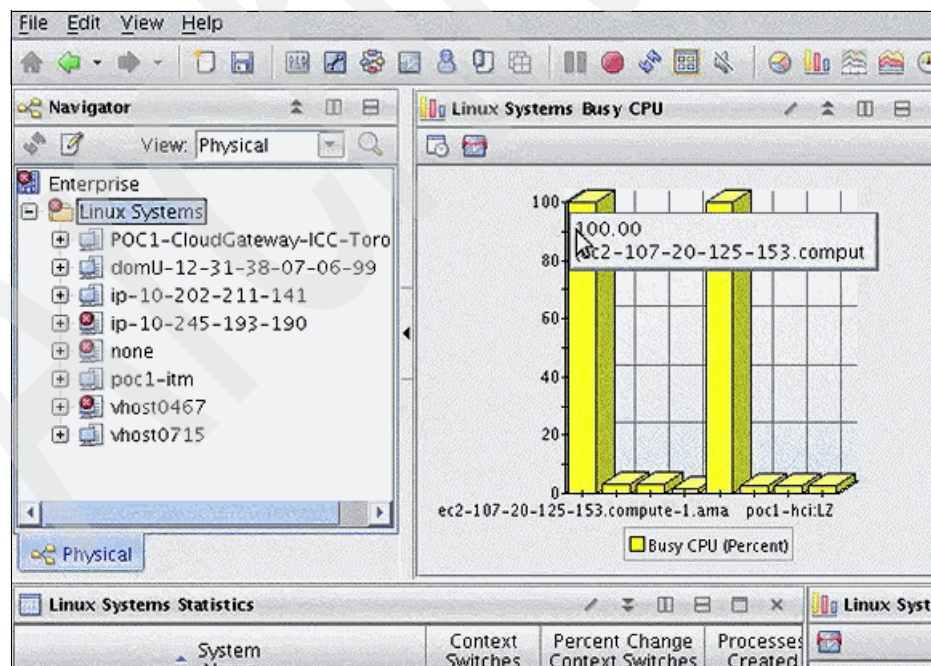 File Edit View Help
Navigator
View: Physical
Enterprise
Linux Systems
POC1-CloudGateway-ICC-Toro
domU-12-31-38-07-06-99
ip-10-202-211-141
ip-10-245-193-190
none
poc1-itm
vhost0467
vhost0715
Physical
Linux Systems Busy CPU
100
80
60
40
20
0
100.00
ec2-107-20-125-153.comput
ec2-107-20-125-153.compute-1.ama poc1-hci:LZ
Busy CPU (Percent)
Linux Systems Statistics
System
Context Switches
Percent Change Context Switches
Processes Created
Linux Syst